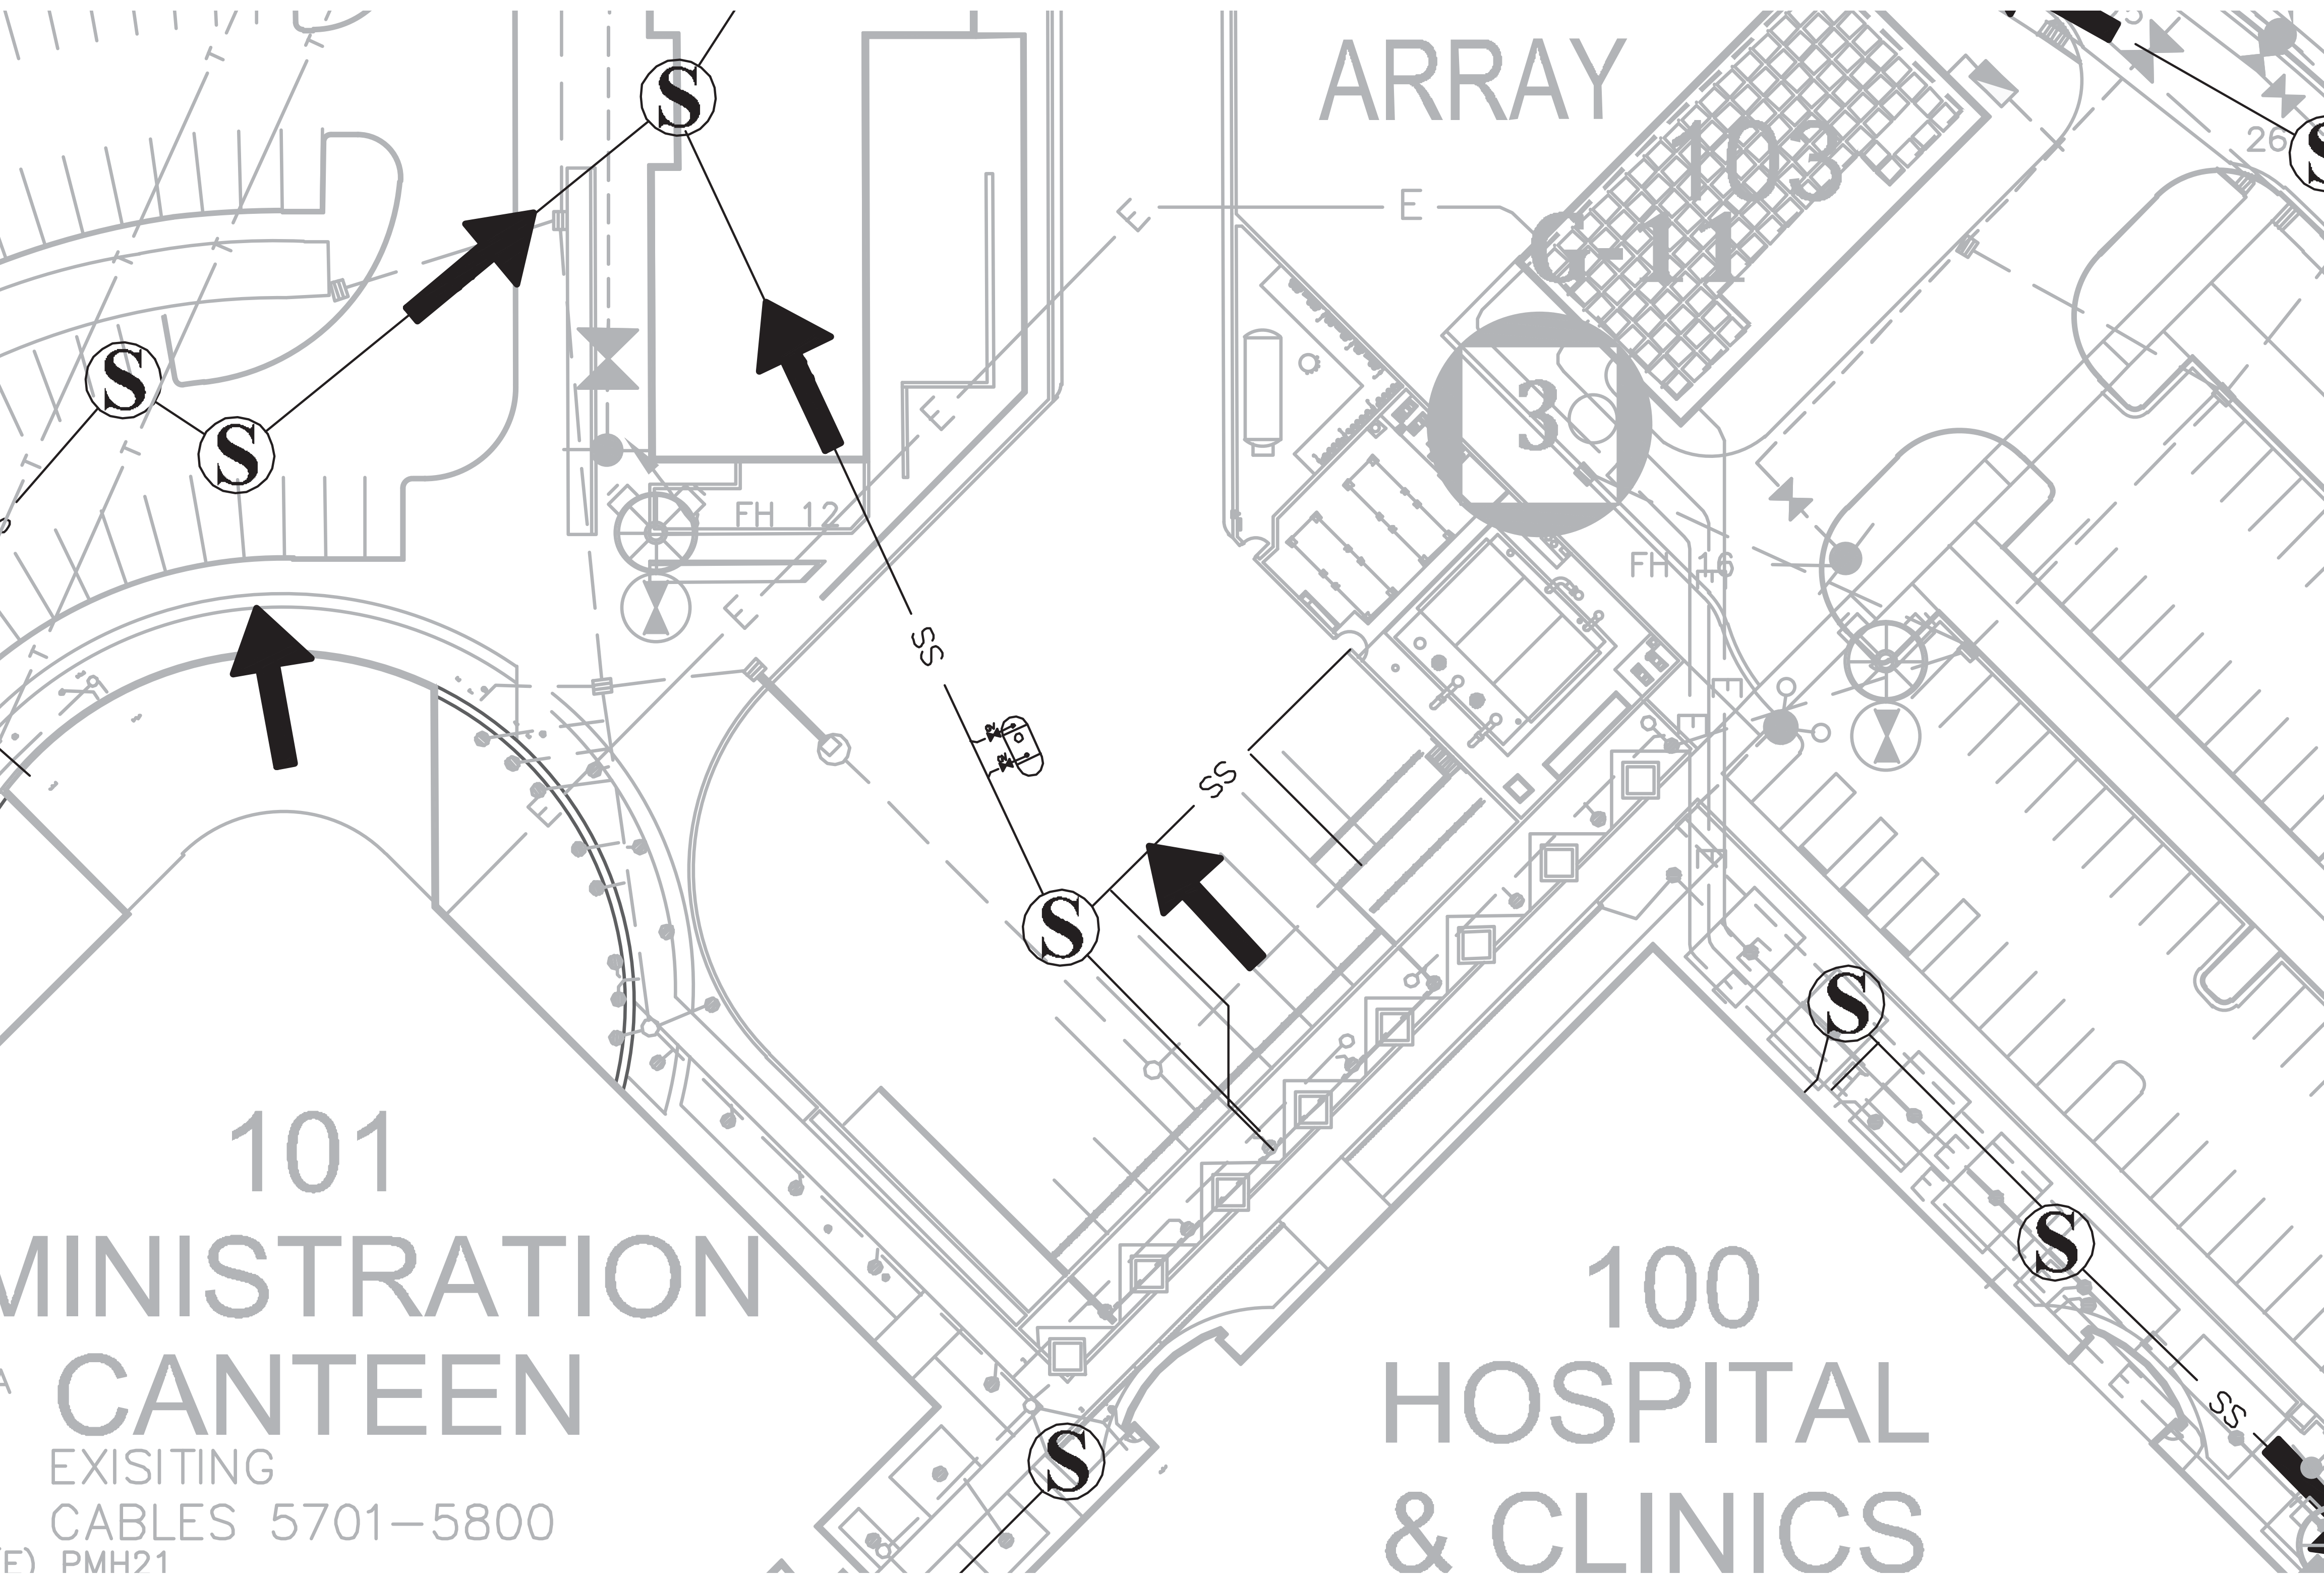 S
ARRAY
103
26
E
E
G-11
S
3
S
E
FH 12
FH 16
E
E
SS
E
E
SS
E
E
S
E
S
E
101
MINISTRATION
E
E
S
100
CANTEEN
HOSPITAL
E
SS
EXISITING
S
CABLES 5701-5800
& CLINICS
(E) PMH21